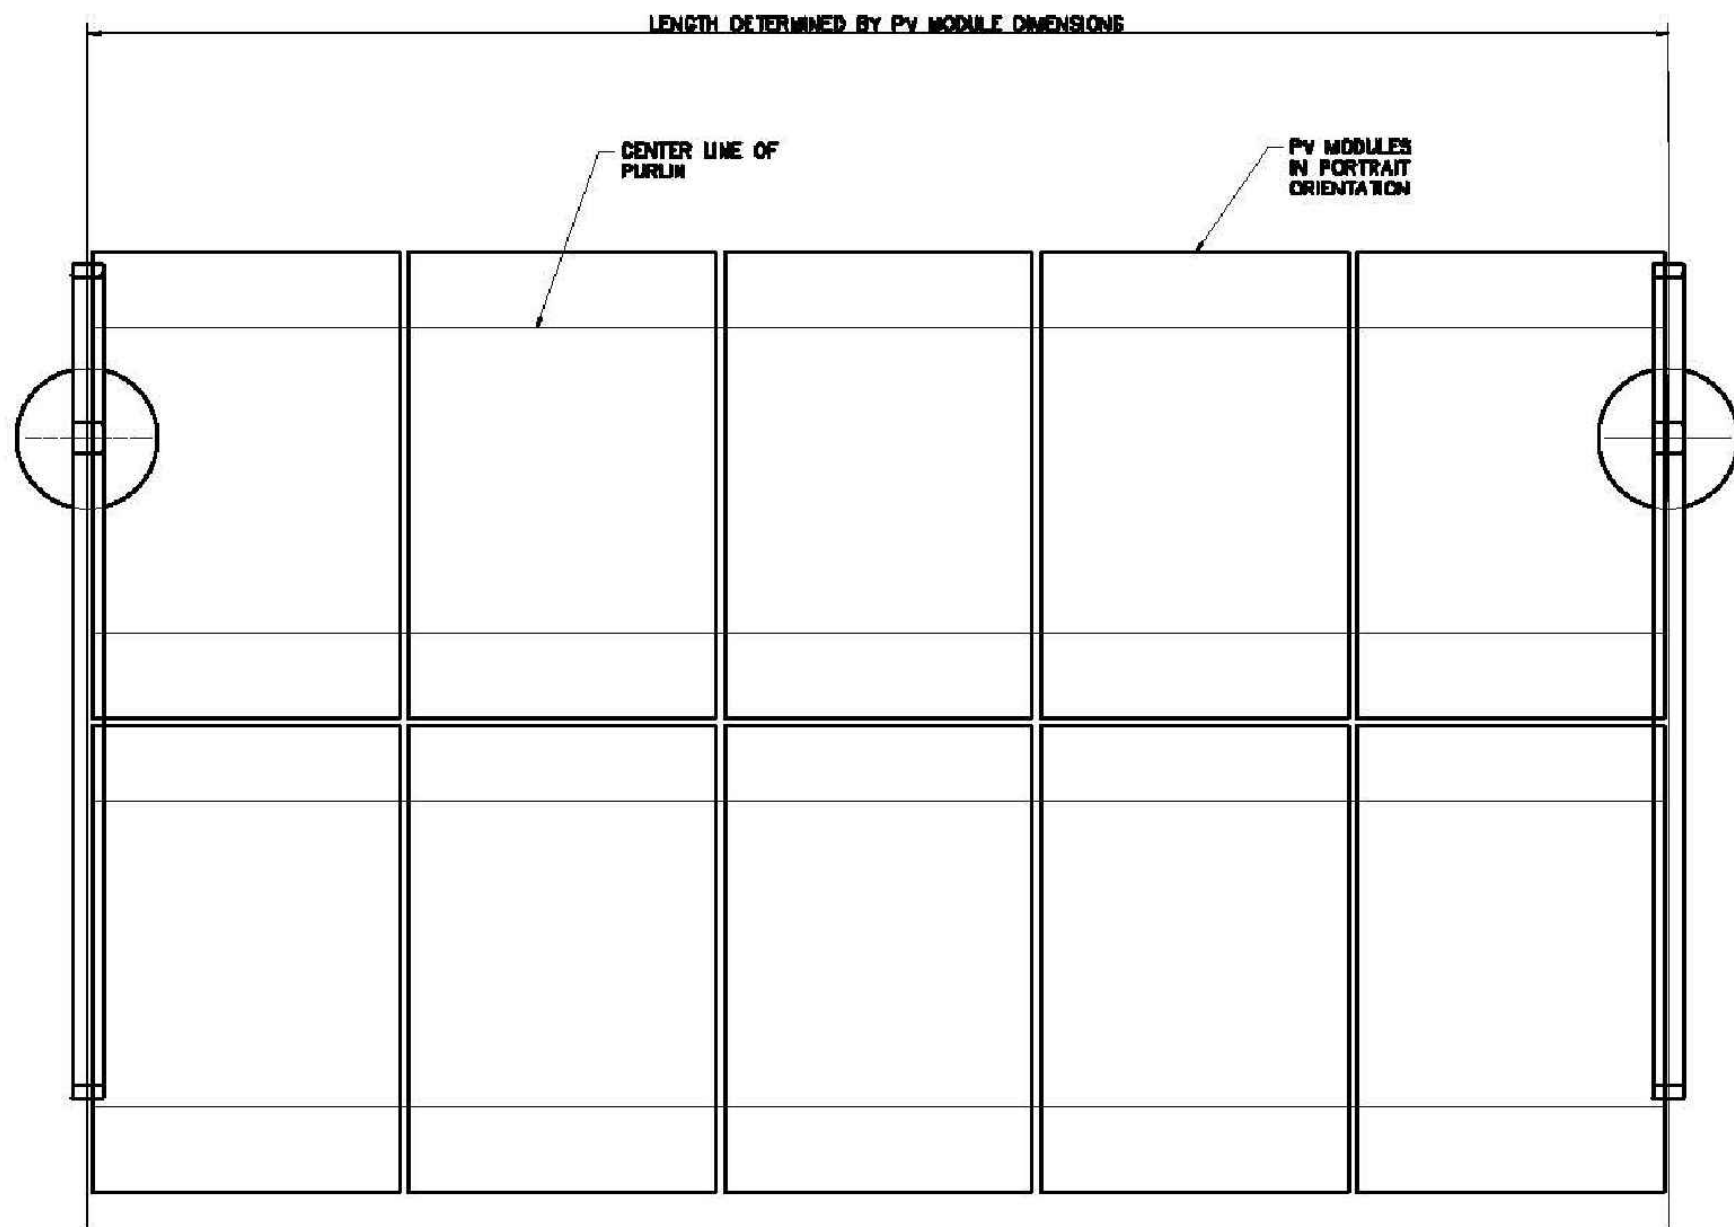 LENGTH DETERMINED BY PV MODULE DIMENSIONS
CENTER LINE OF
PURLIN
PV MODULES
IN PORTRAIT
ORIENTATION